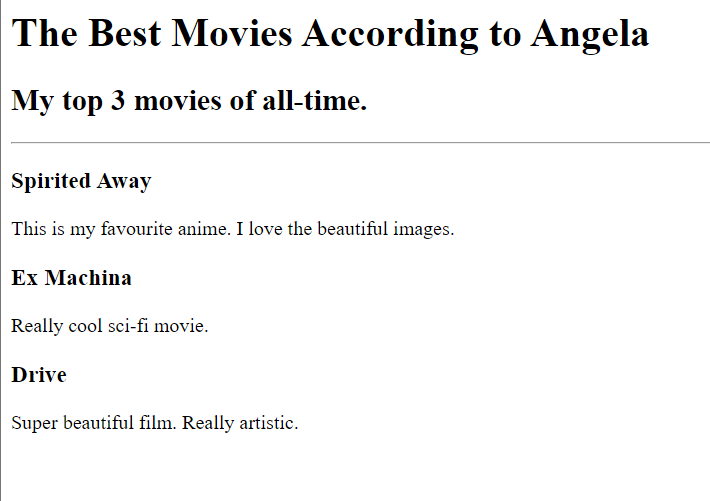 The Best Movies According to Angela
My top 3 movies of all-time.
Spirited Away
This is my favourite anime. I love the beautiful images.
Ex Machina
Really cool sci-fi movie.
Drive
Super beautiful film. Really artistic.